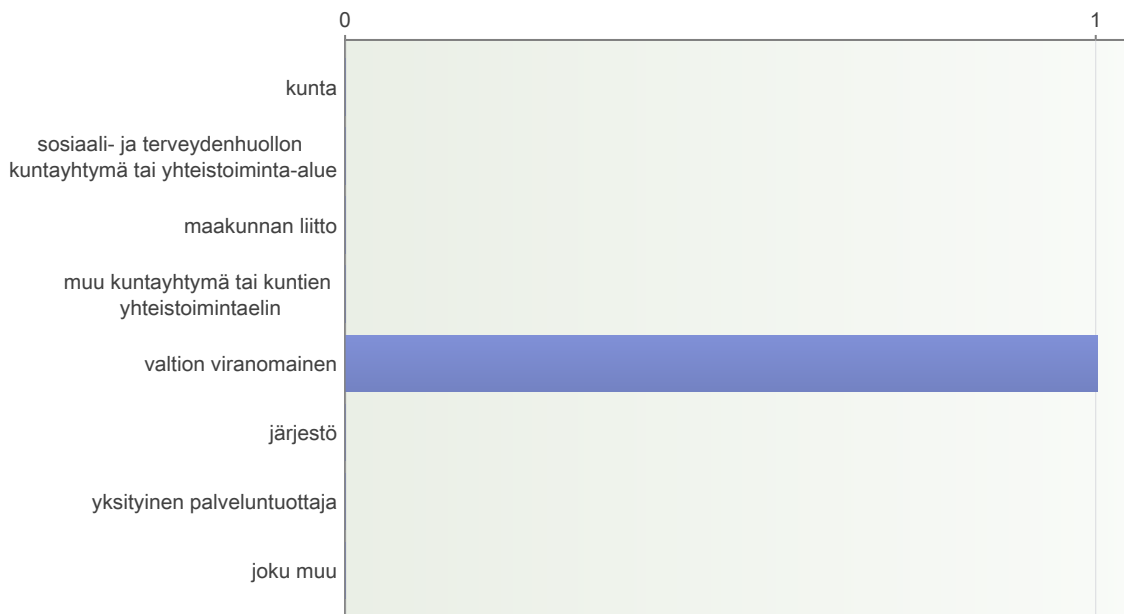 0 1
kunta
sosiaali- ja terveydenhuollon
kuntayhtymä tai yhteistoiminta-alue
maakunnan liitto
muu kuntayhtymä tai kuntien
yhteistoimintaelin
valtion viranomainen
järjestö
yksityinen palveluntuottaja
joku muu